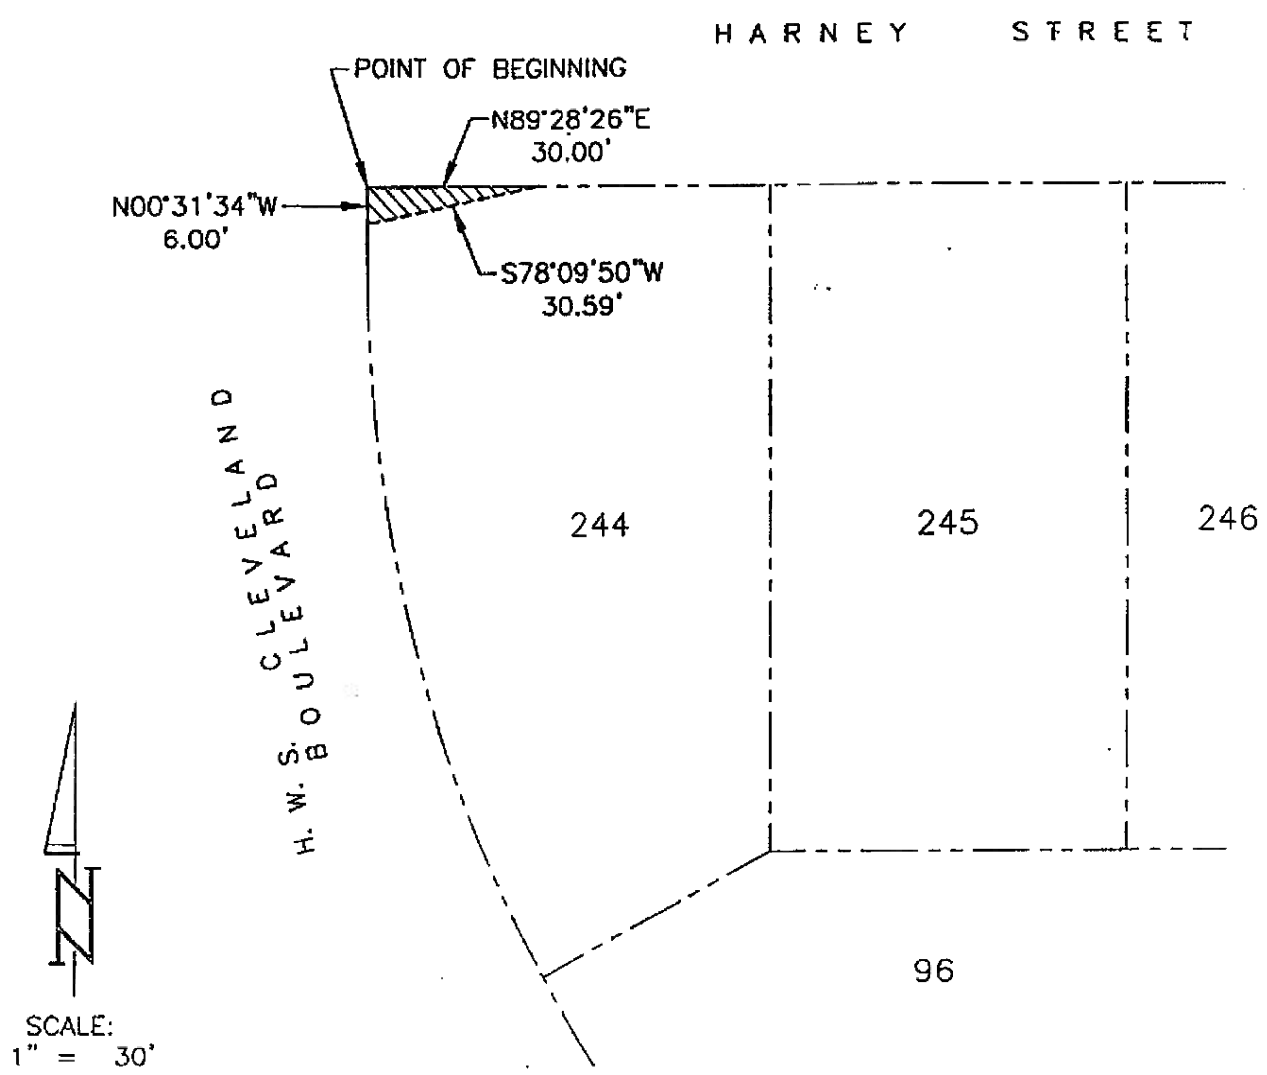 HARNEY STREET
POINT OF BEGINNING
N89°28'26"E
30.00'
N00°31'34"W
6.00'
S78°09'50"W
30.59'
H. W. S. CLEVELAND
BOULEVARD
244
245
246
96
N
SCALE:
1" = 30'